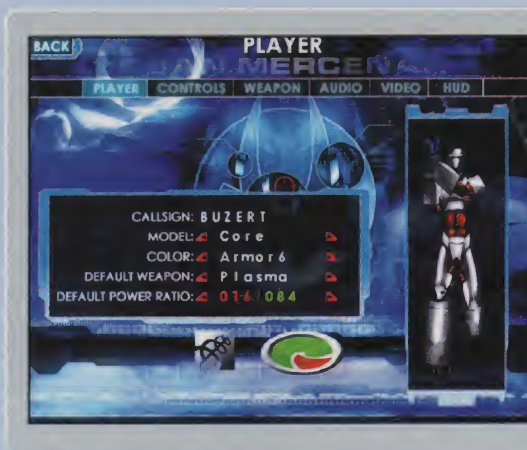 BACK
PLAYER
MERCEN
PLAYER CONTROLS WEAPON AUDIO VIDEO HUD
CALLSIGN: BUZERT
MODEL: Core
COLOR: Armor6
DEFAULT WEAPON: Plasma
DEFAULT POWER RATIO: 016/084